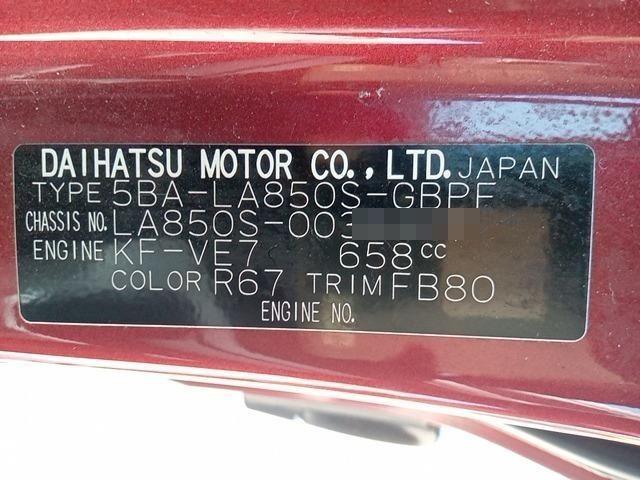 DAIHATSU MOTOR CO., LTD. JAPAN
TYPE 5BA-LA850S-GBPF
CHASSIS NO. LA850S-003
ENGINE KF-VE7 658cc
COLOR R67 TRIM FB80
ENGINE NO.